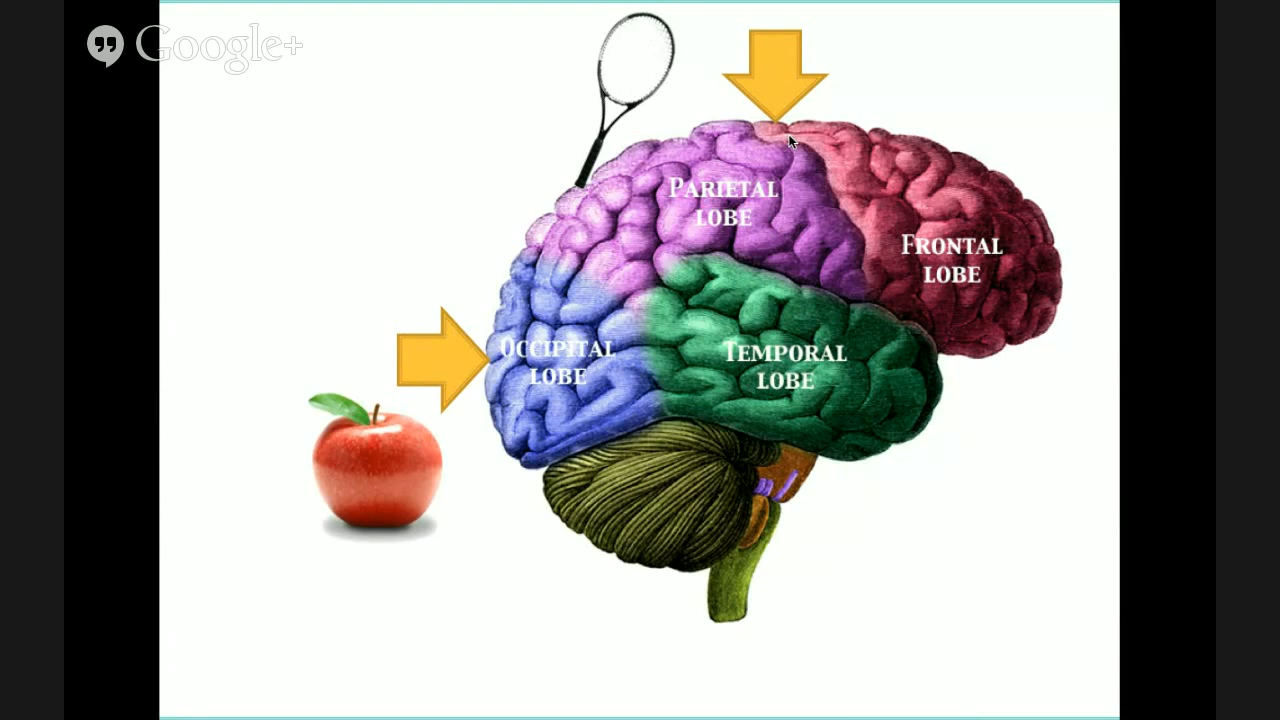 Google+
PARIETAL
LOBE
FRONTAL
LOBE
OCCIPITAL
LOBE
TEMPORAL
LOBE